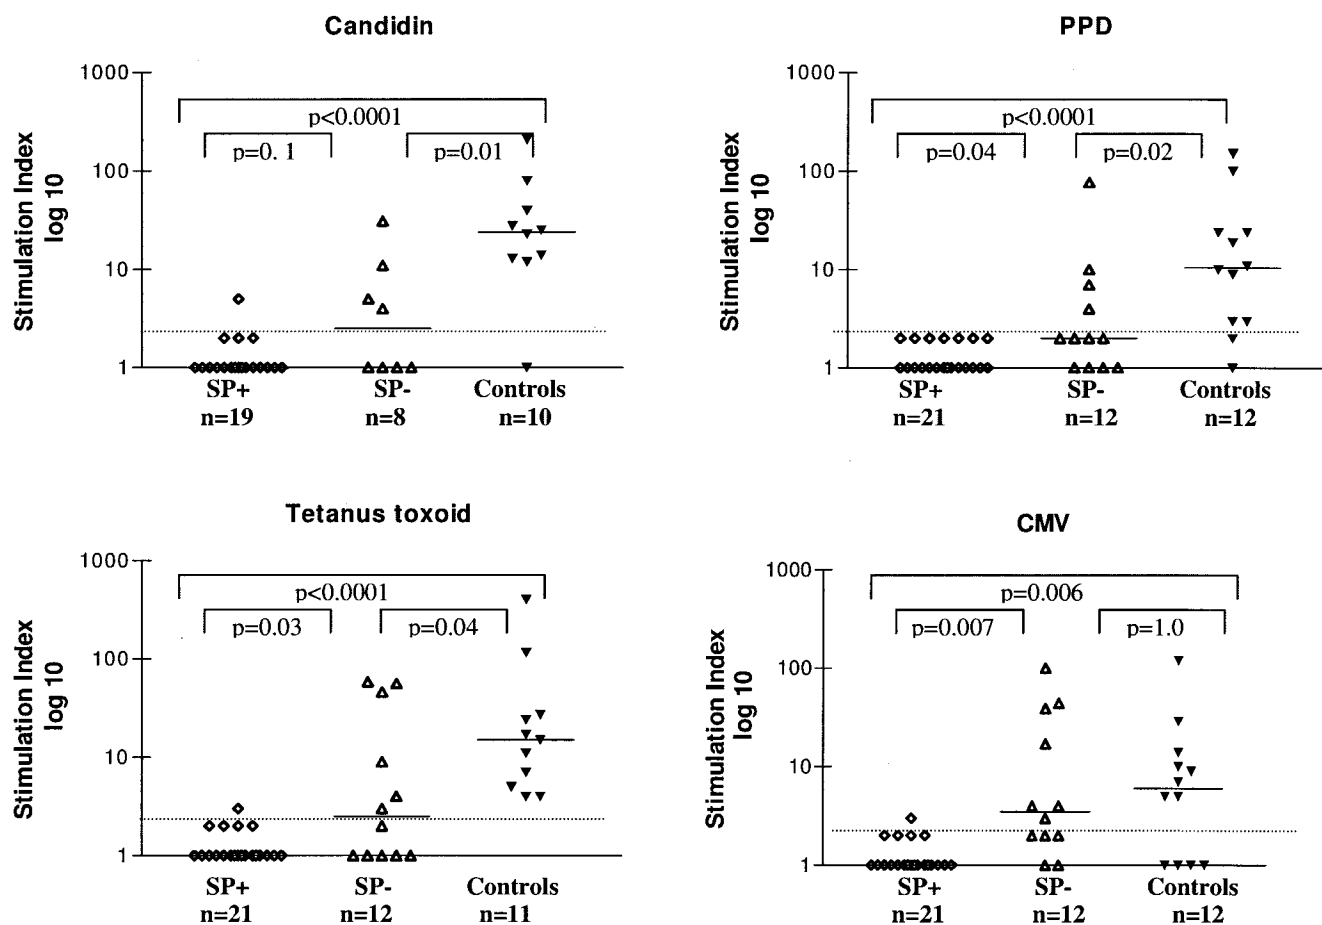 Candidin
Stimulation Index
log 10
1000
100
10
1
p<0.0001
p=0. 1
p=0.01
SP+
n=19
SP-
n=8
Controls
n=10
PPD
Stimulation Index
log 10
1000
100
10
1
p<0.0001
p=0.04
p=0.02
SP+
n=21
SP-
n=12
Controls
n=12
Tetanus toxoid
Stimulation Index
log 10
1000
100
10
1
p<0.0001
p=0.03
p=0.04
SP+
n=21
SP-
n=12
Controls
n=11
CMV
Stimulation Index
log 10
1000
100
10
1
p=0.006
p=0.007
p=1.0
SP+
n=21
SP-
n=12
Controls
n=12